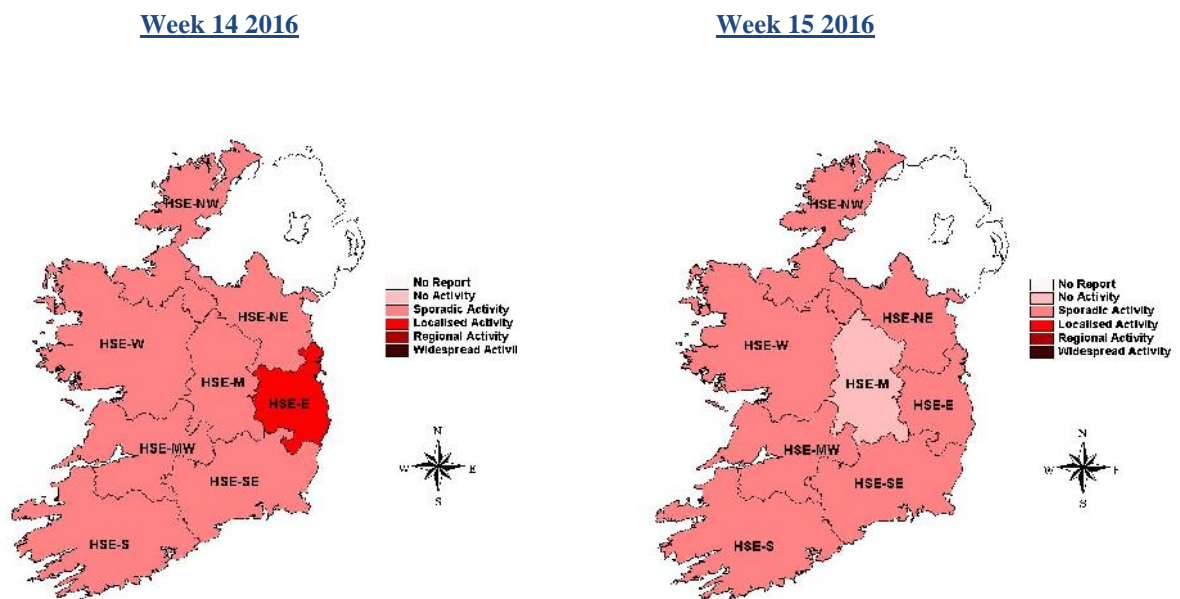 Week 14 2016
HSE-NW
HSE-NE
HSE-W
HSE-M
HSE-E
HSE-MW
HSE-SE
HSE-S
No Report
No Activity
Sporadic Activity
Localised Activity
Regional Activity
Widespread Activil
N
W E
S
Week 15 2016
HSE-NW
HSE-NE
HSE-W
HSE-M
HSE-E
HSE-MW
HSE-SE
HSE-S
No Report
No Activity
Sporadic Activity
Localised Activity
Regional Activity
Widespread Activity
N
W E
S